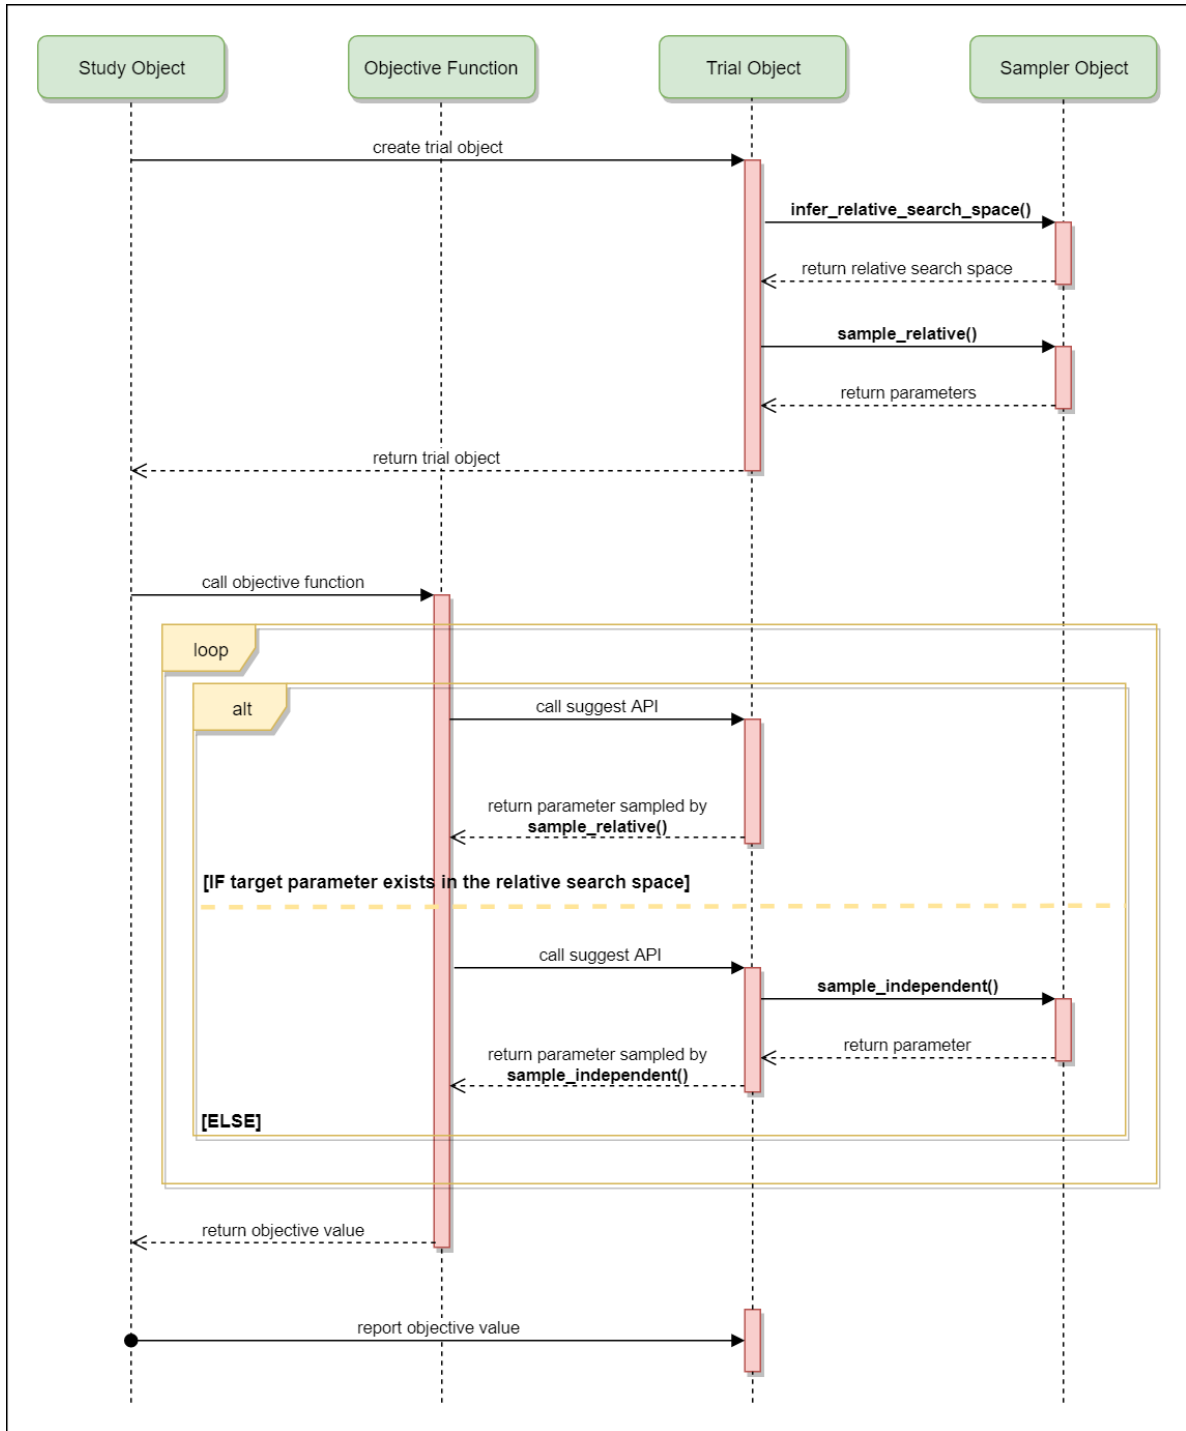 Study Object
Objective Function
Trial Object
Sampler Object
create trial object
infer_relative_search_space()
return relative search space
sample_relative()
return parameters
return trial object
call objective function
loop
alt
call suggest API
return parameter sampled by
sample_relative()
[IF target parameter exists in the relative search space]
call suggest API
sample_independent()
return parameter
return parameter sampled by
sample_independent()
[ELSE]
return objective value
report objective value